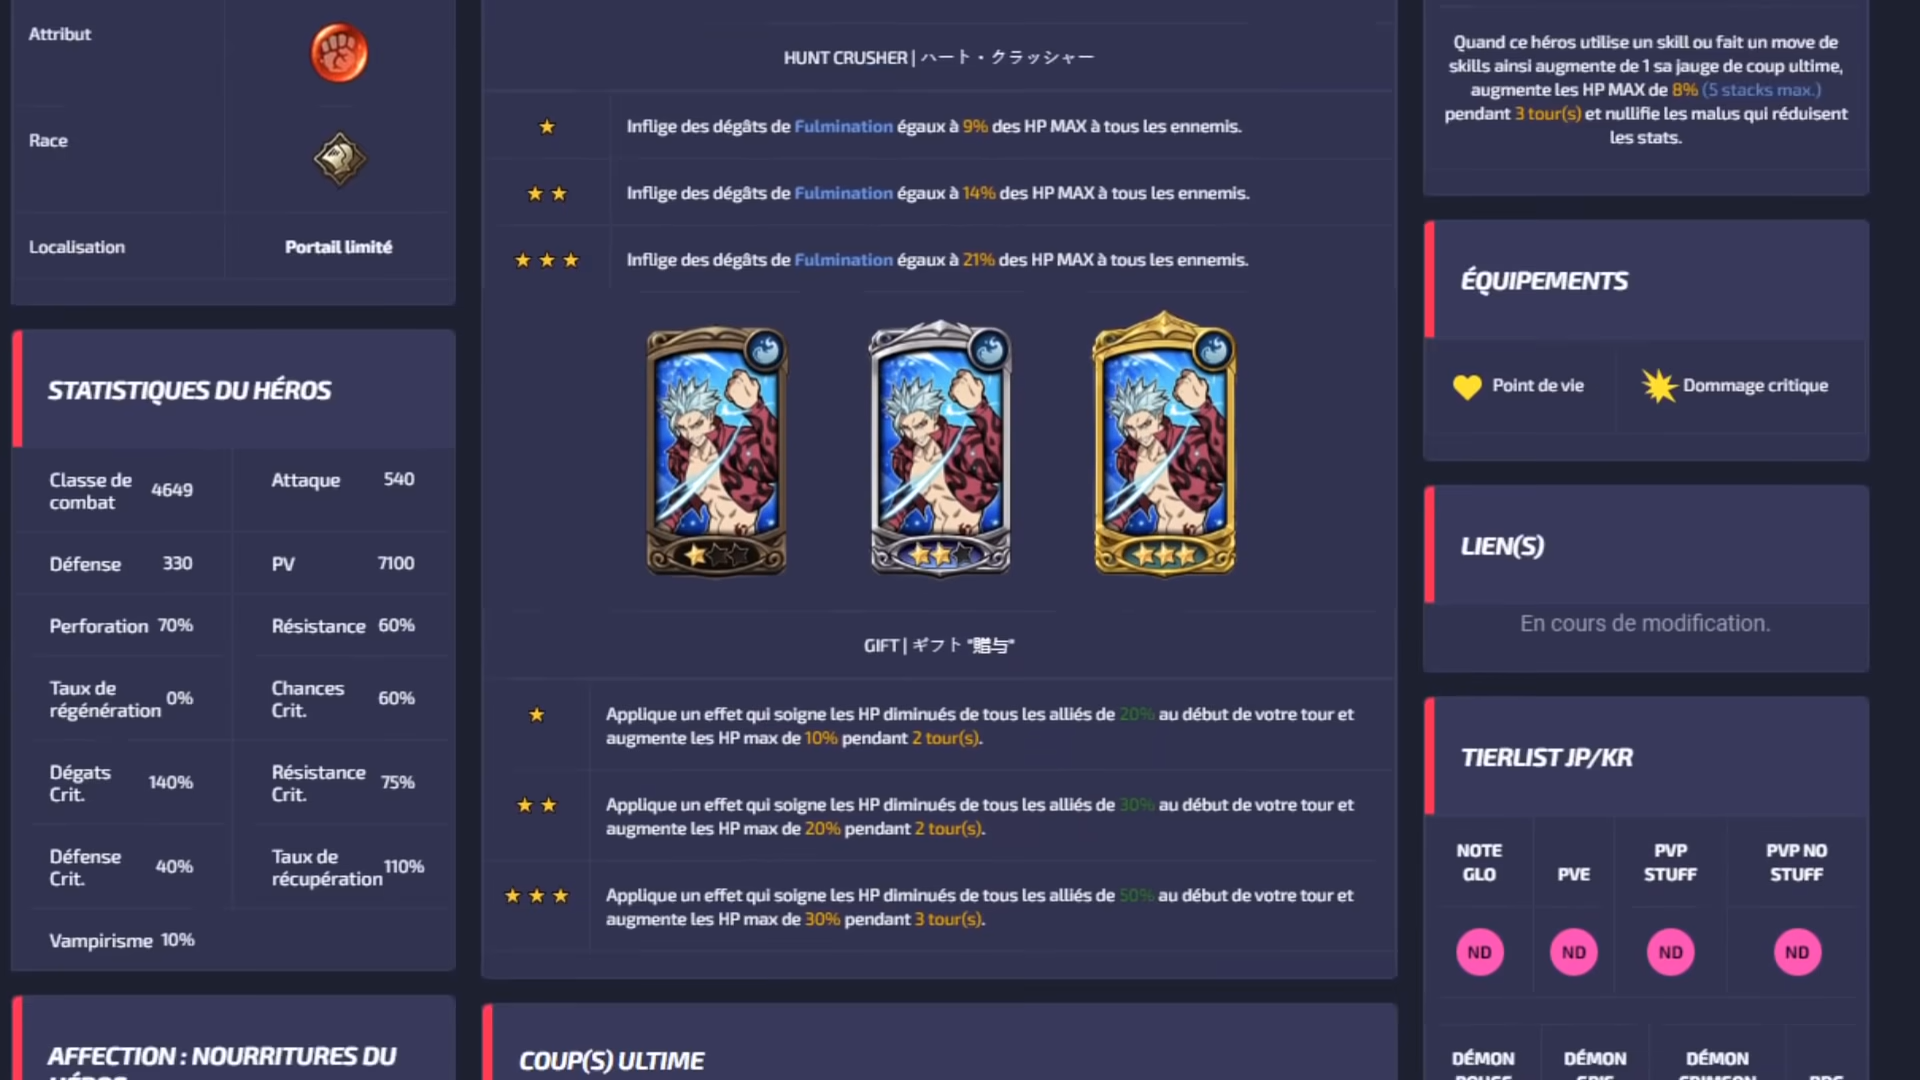 Attribut
Race
Localisation
Portail limité
STATISTIQUES DU HÉROS
Classe de combat 4649
Attaque 540
Défense 330
PV 7100
Perforation 70%
Résistance 60%
Taux de régénération 0%
Chances Crit. 60%
Dégats Crit. 140%
Résistance Crit. 75%
Défense Crit. 40%
Taux de récupération 110%
Vampirisme 10%
AFFECTION : NOURRITURES DU
HÉROS
HUNT CRUSHER | ハート・クラッシャー
Inflige des dégâts de Fulmination égaux à 9% des HP MAX à tous les ennemis.
Inflige des dégâts de Fulmination égaux à 14% des HP MAX à tous les ennemis.
Inflige des dégâts de Fulmination égaux à 21% des HP MAX à tous les ennemis.
GIFT | ギフト "贈与"
Applique un effet qui soigne les HP diminués de tous les alliés de 20% au début de votre tour et
augmente les HP max de 10% pendant 2 tour(s).
Applique un effet qui soigne les HP diminués de tous les alliés de 30% au début de votre tour et
augmente les HP max de 20% pendant 2 tour(s).
Applique un effet qui soigne les HP diminués de tous les alliés de 50% au début de votre tour et
augmente les HP max de 30% pendant 3 tour(s).
COUP(S) ULTIME
Quand ce héros utilise un skill ou fait un move de
skills ainsi augmente de 1 sa jauge de coup ultime,
augmente les HP MAX de 8% (5 stacks max.)
pendant 3 tour(s) et nullifie les malus qui réduisent
les stats.
ÉQUIPEMENTS
Point de vie
Dommage critique
LIEN(S)
En cours de modification.
TIERLIST JP/KR
NOTE GLO
PVE
PVP STUFF
PVP NO STUFF
ND
ND
ND
ND
DÉMON
DÉMON
DÉMON